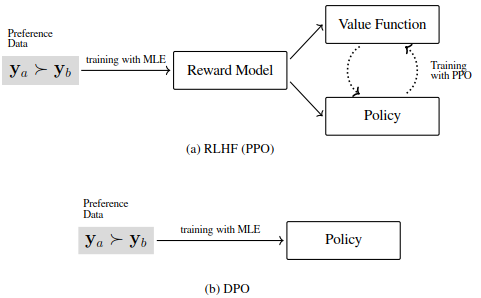 Preference
Data
y_a ≻ y_b
training with MLE
Reward Model
Value Function
Training
with PPO
Policy
(a) RLHF (PPO)
Preference
Data
y_a ≻ y_b
training with MLE
Policy
(b) DPO